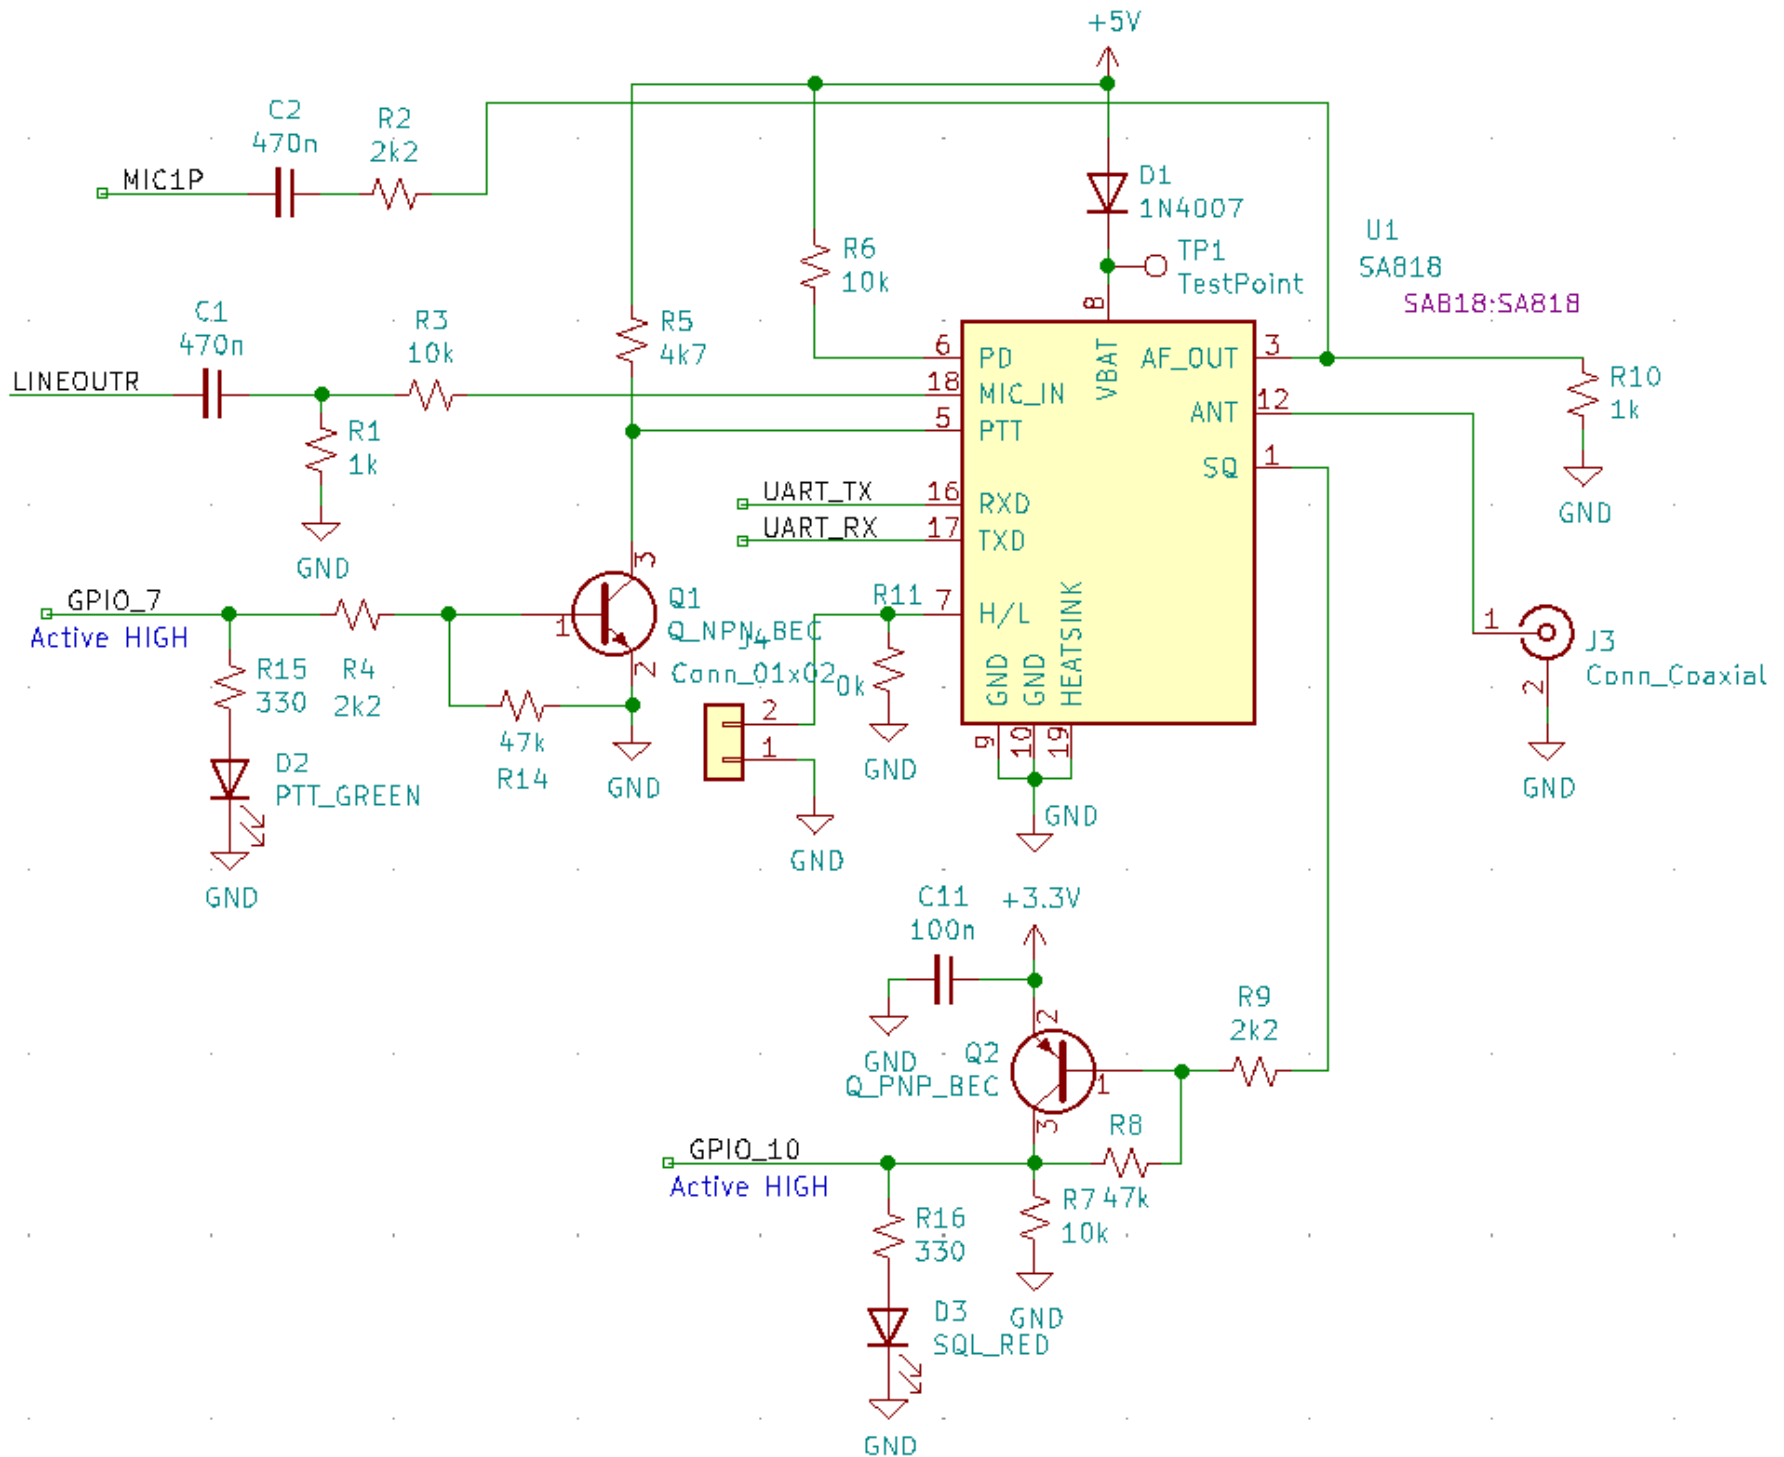 +5V
C2
470n
R2
2k2
MIC1P
D1
1N4007
TP1
TestPoint
U1
SA818
SA818:SA818
R6
10k
8
C1
470n
R3
10k
R5
4k7
LINEOUTR
6
PD
VBAT
AF_OUT
3
18
MIC_IN
R10
1k
5
PTT
ANT
12
R1
1k
SQ
1
UART_TX
16
RXD
GND
UART_RX
17
TXD
GND
3
GPIO_7
Active HIGH
1
Q1
Q_NPN_BEC
2
R11
7
H/L
0k
J4
Conn_01x02
GND
GND
HEATSINK
1
J3
Conn_Coaxial
2
R15
330
R4
2k2
47k
R14
2
1
9
10
19
GND
GND
GND
D2
PTT_GREEN
GND
GND
GND
C11
100n
+3.3V
GND
2
Q2
Q_PNP_BEC
1
3
R9
2k2
R8
47k
GPIO_10
Active HIGH
R7
10k
R16
330
GND
D3
SQL_RED
GND